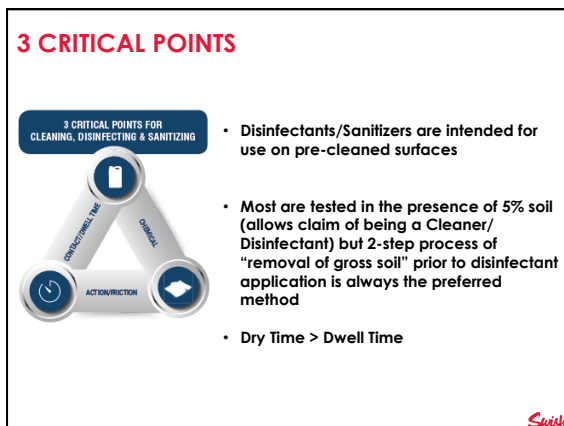 3 CRITICAL POINTS
3 CRITICAL POINTS FOR
CLEANING, DISINFECTING & SANITIZING
CONTACT/DWELL TIME
CHEMICAL
ACTION/FRICTION
• Disinfectants/Sanitizers are intended for
use on pre-cleaned surfaces
• Most are tested in the presence of 5% soil
(allows claim of being a Cleaner/
Disinfectant) but 2-step process of
“removal of gross soil” prior to disinfectant
application is always the preferred
method
• Dry Time > Dwell Time
Swish